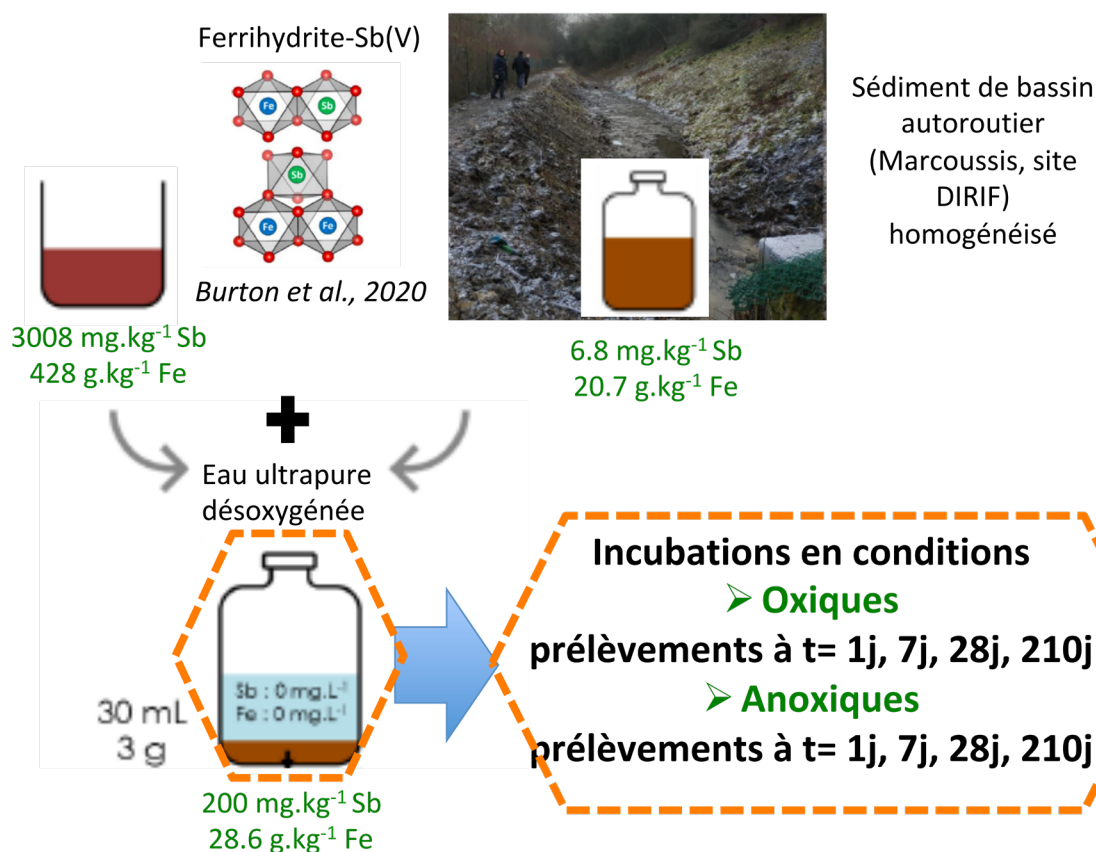 Ferrihydrite-Sb(V)
Fe
Sb
Sb
Fe
Fe
Burton et al., 2020
3008 mg.kg⁻¹ Sb
428 g.kg⁻¹ Fe
Sédiment de bassin
autoroutier
(Marcoussis, site
DIRIF)
homogénéisé
6.8 mg.kg⁻¹ Sb
20.7 g.kg⁻¹ Fe
+
Eau ultrapure
désoxygénée
Sb : 0 mg.L⁻¹
Fe : 0 mg.L⁻¹
30 mL
3 g
200 mg.kg⁻¹ Sb
28.6 g.kg⁻¹ Fe
Incubations en conditions
➢ Oxiques
prélèvements à t= 1j, 7j, 28j, 210j
➢ Anoxiques
prélèvements à t= 1j, 7j, 28j, 210j